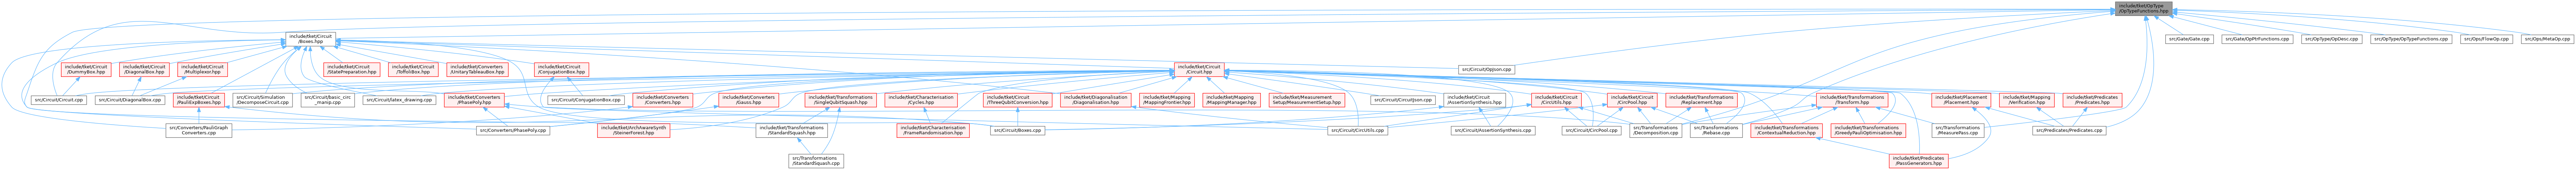 include/tket/OpType
/OpTypeFunctions.hpp
include/tket/Circuit
/Boxes.hpp
src/Gate/Gate.cpp
src/Gate/OpPtrFunctions.cpp
src/OpType/OpDesc.cpp
src/OpType/OpTypeFunctions.cpp
src/Ops/FlowOp.cpp
src/Ops/MetaOp.cpp
include/tket/Circuit
/DummyBox.hpp
include/tket/Circuit
/DiagonalBox.hpp
include/tket/Circuit
/Multiplexor.hpp
include/tket/Circuit
/StatePreparation.hpp
include/tket/Circuit
/ToffoliBox.hpp
include/tket/Converters
/UnitaryTableauBox.hpp
include/tket/Circuit
/ConjugationBox.hpp
include/tket/Circuit
/Circuit.hpp
src/Circuit/OpJson.cpp
src/Circuit/Circuit.cpp
src/Circuit/DiagonalBox.cpp
include/tket/Circuit
/PauliExpBoxes.hpp
src/Circuit/Simulation
/DecomposeCircuit.cpp
src/Circuit/basic_circ
_manip.cpp
src/Circuit/latex_drawing.cpp
include/tket/Converters
/PhasePoly.hpp
src/Circuit/ConjugationBox.cpp
include/tket/Converters
/Converters.hpp
include/tket/Converters
/Gauss.hpp
include/tket/Transformations
/SingleQubitSquash.hpp
include/tket/Characterisation
/Cycles.hpp
include/tket/Circuit
/ThreeQubitConversion.hpp
include/tket/Diagonalisation
/Diagonalisation.hpp
include/tket/Mapping
/MappingFrontier.hpp
include/tket/Mapping
/MappingManager.hpp
include/tket/Measurement
Setup/MeasurementSetup.hpp
src/Circuit/CircuitJson.cpp
include/tket/Circuit
/AssertionSynthesis.hpp
include/tket/Circuit
/CircUtils.hpp
include/tket/Circuit
/CircPool.hpp
include/tket/Transformations
/Replacement.hpp
include/tket/Transformations
/Transform.hpp
include/tket/Placement
/Placement.hpp
include/tket/Mapping
/Verification.hpp
include/tket/Predicates
/Predicates.hpp
src/Converters/PauliGraph
Converters.cpp
src/Converters/PhasePoly.cpp
include/tket/ArchAwareSynth
/SteinerForest.hpp
include/tket/Transformations
/StandardSquash.hpp
include/tket/Characterisation
/FrameRandomisation.hpp
src/Circuit/Boxes.cpp
src/Circuit/CircUtils.cpp
src/Circuit/AssertionSynthesis.cpp
src/Circuit/CircPool.cpp
src/Transformations
/Decomposition.cpp
src/Transformations
/Rebase.cpp
include/tket/Transformations
/ContextualReduction.hpp
include/tket/Transformations
/GreedyPauliOptimisation.hpp
src/Transformations
/MeasurePass.cpp
src/Predicates/Predicates.cpp
src/Transformations
/StandardSquash.cpp
include/tket/Predicates
/PassGenerators.hpp